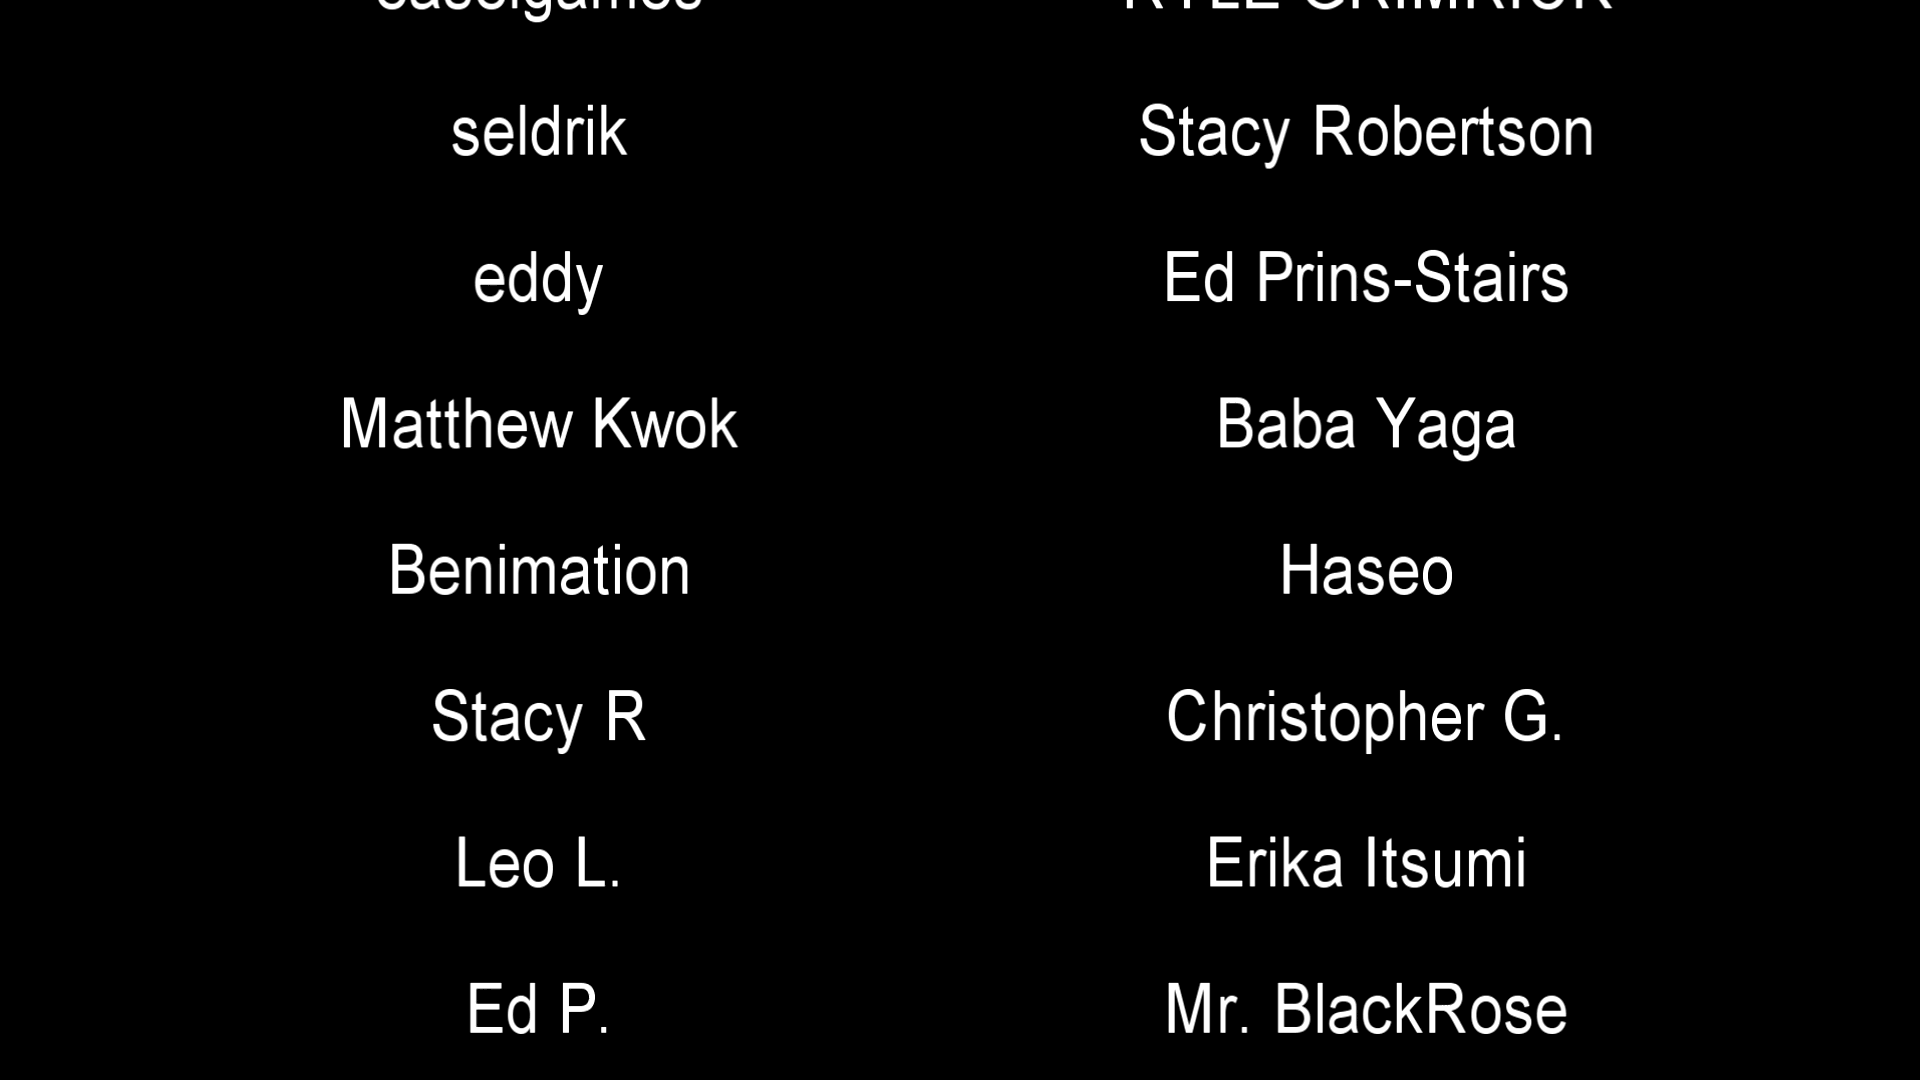 seldrik Stacy Robertson
eddy Ed Prins-Stairs
Matthew Kwok Baba Yaga
Benimation Haseo
Stacy R Christopher G.
Leo L. Erika Itsumi
Ed P. Mr. BlackRose